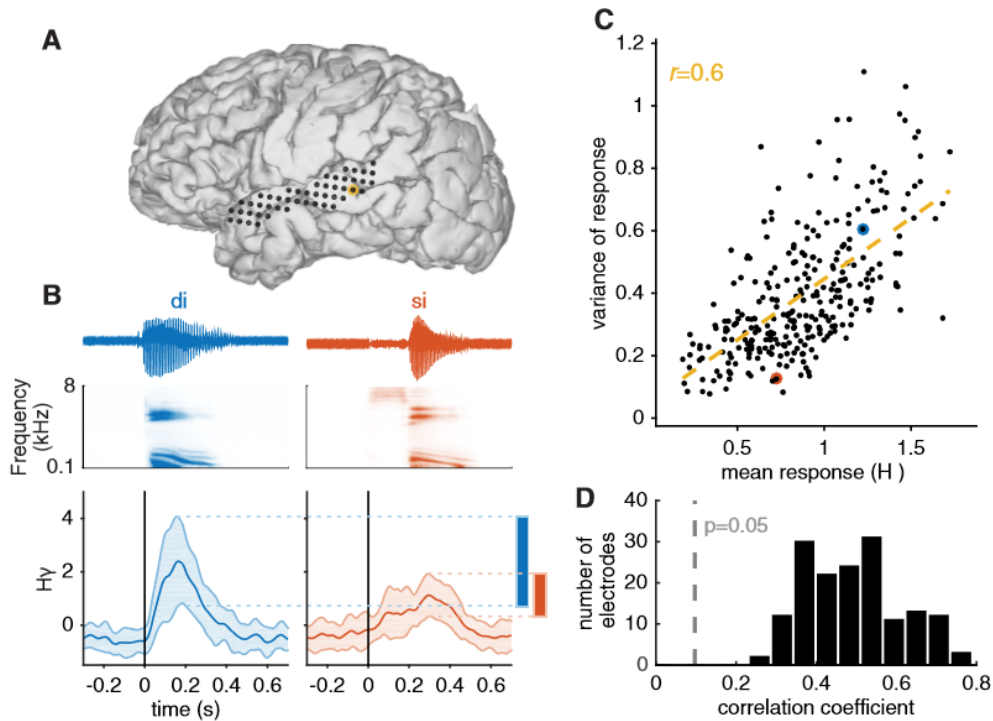 A
B
di
si
8
Frequency
(kHz)
0.1
4
2
0
Hγ
-0.2 0 0.2 0.4 0.6
-0.2 0 0.2 0.4 0.6
time (s)
time (s)
C
1.2
1
0.8
0.6
0.4
0.2
0
r=0.6
variance of response
0.5 1 1.5
mean response (H )
D
40
30
20
10
0
p=0.05
number of
electrodes
0 0.2 0.4 0.6 0.8
correlation coefficient